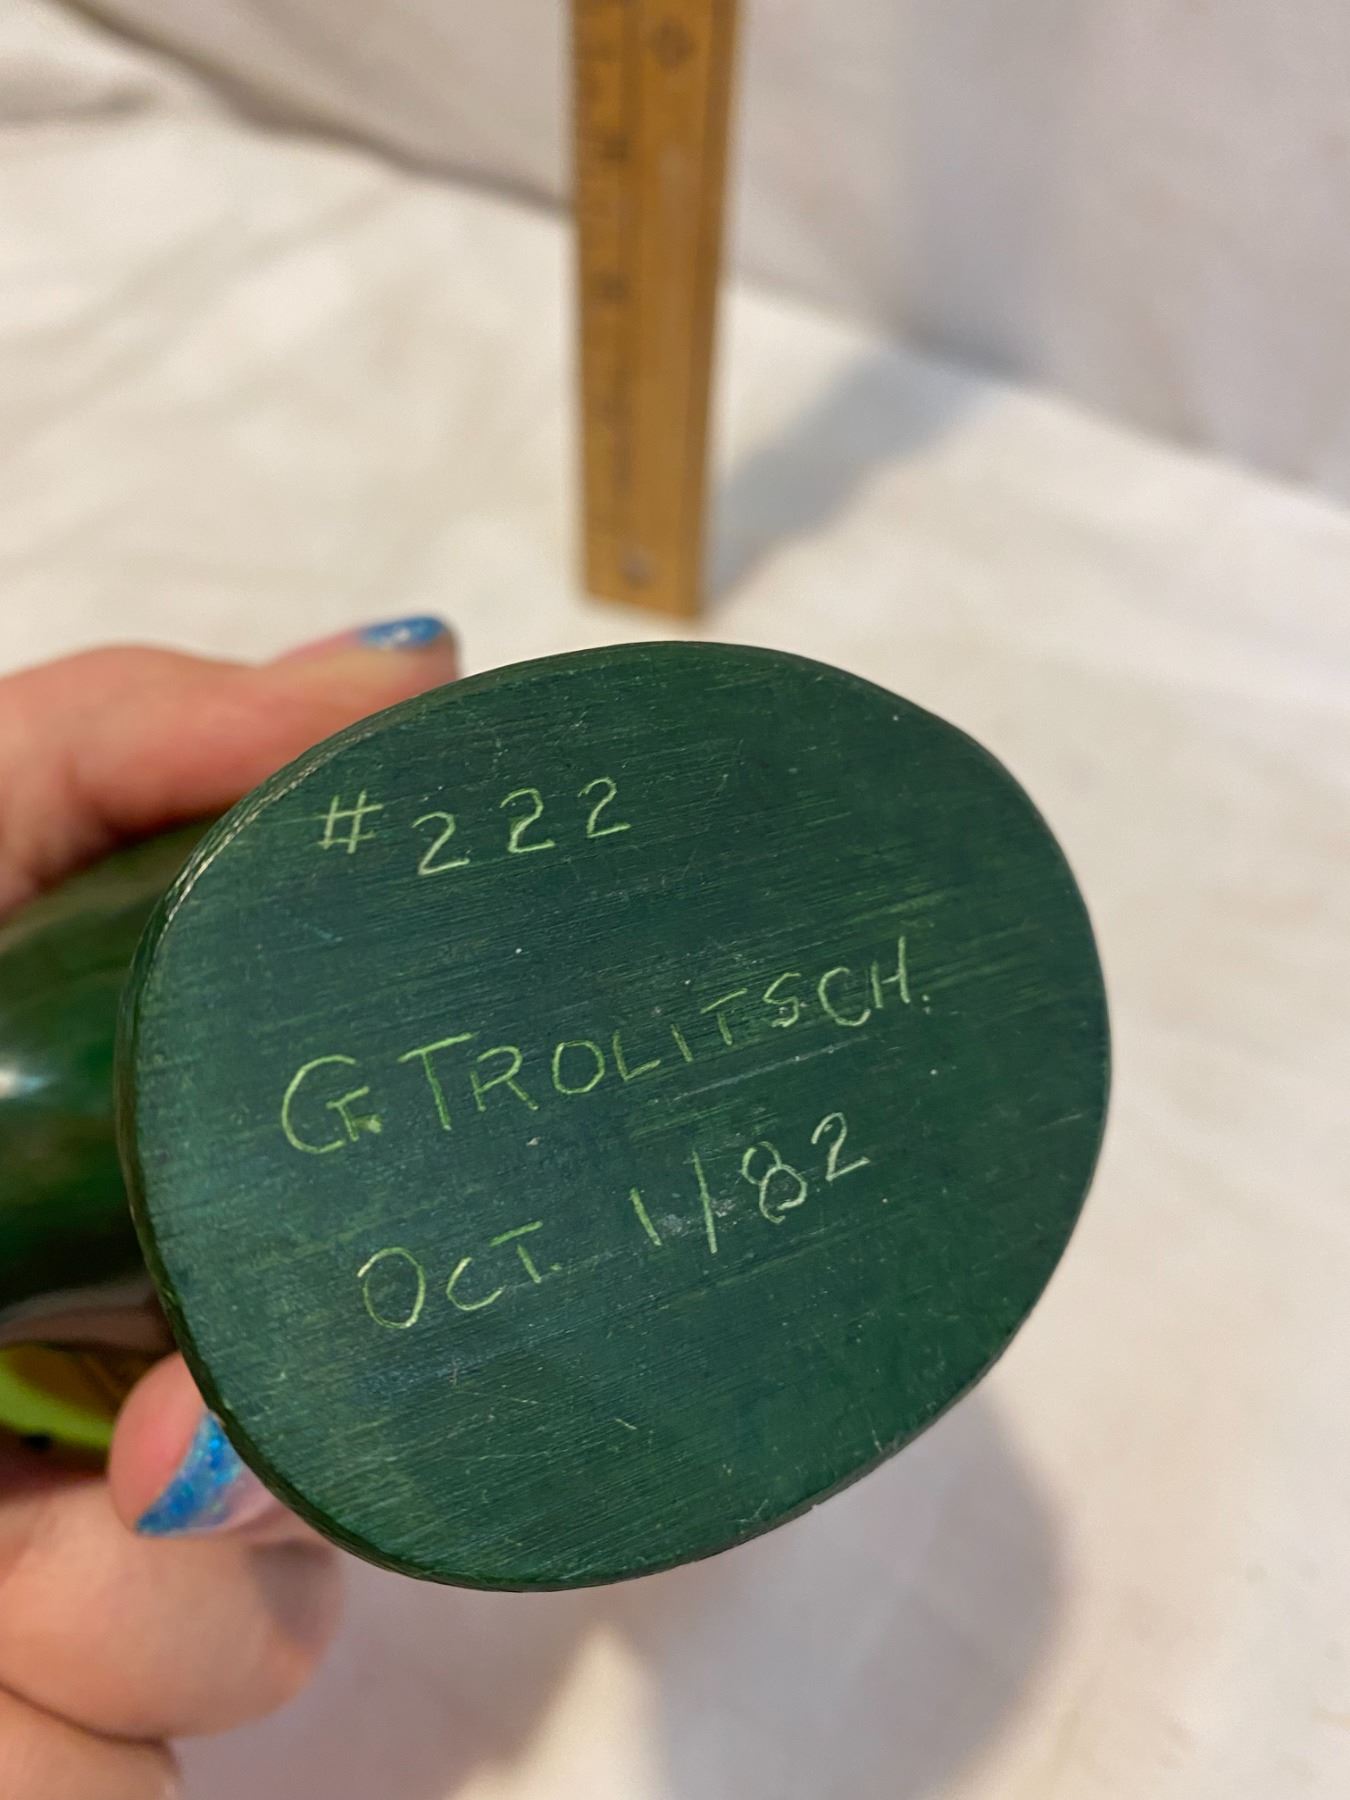 #222
G. TROLITSCH.
OCT. 1/82